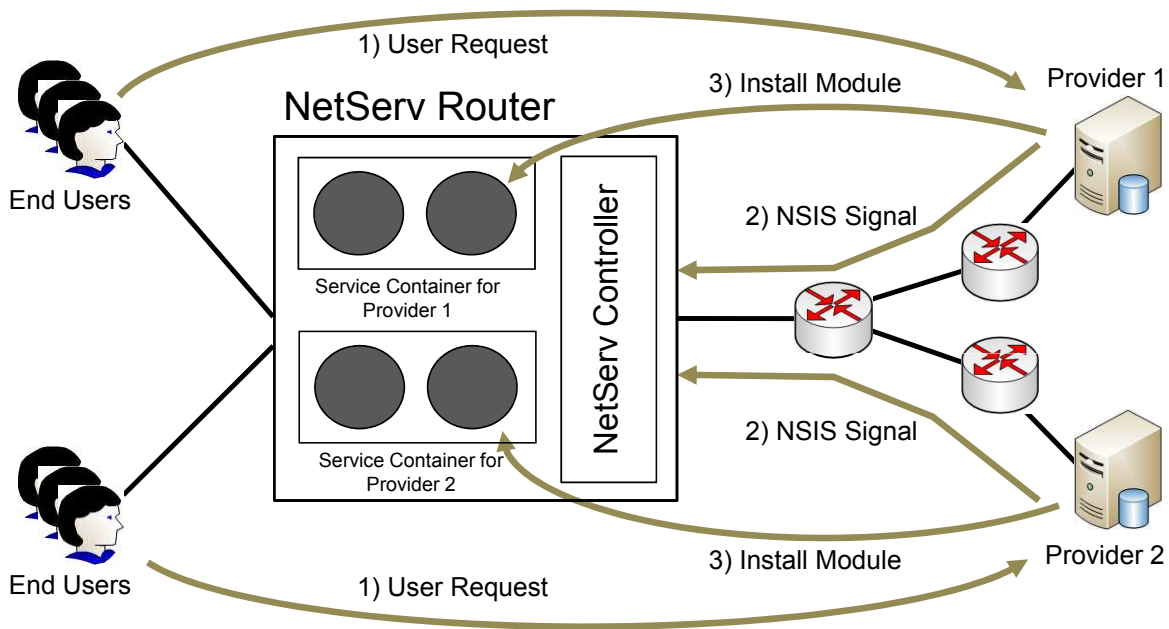 1) User Request
3) Install Module
Provider 1
NetServ Router
End Users
2) NSIS Signal
Service Container for
Provider 1
NetServ Controller
2) NSIS Signal
Service Container for
Provider 2
3) Install Module
Provider 2
End Users
1) User Request